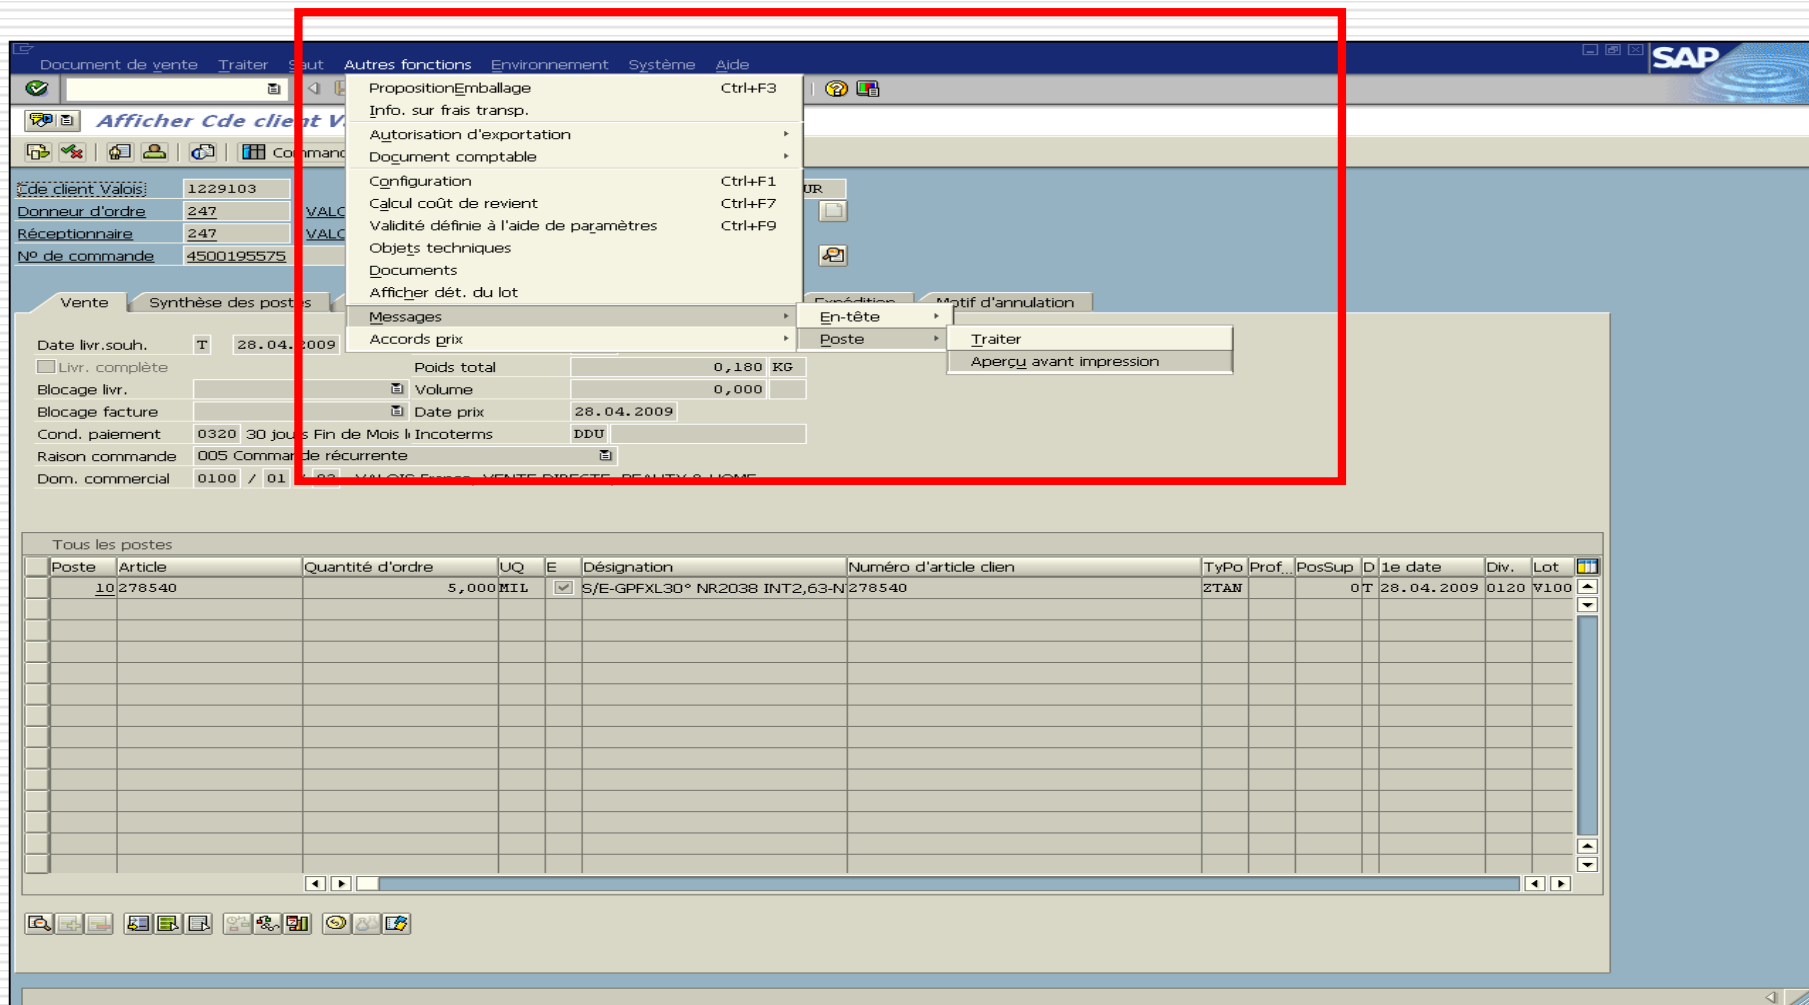 Document de vente Traiter Saut Autres fonctions Environnement Système Aide
SAP
PropositionEmballage Ctrl+F3
Info. sur frais transp.
Afficher Cde client
Autorisation d'exportation
Document comptable
Configuration Ctrl+F1
Calcul coût de revient Ctrl+F7
Validité définie à l'aide de paramètres Ctrl+F9
Objets techniques
Documents
Afficher dét. du lot
Messages
Accords prix
En-tête
Poste
Traiter
Aperçu avant impression
Cde client Valois 1229103
Donneur d'ordre 247
Réceptionnaire 247
Nº de commande 4500195575
Vente Synthèse des postes Expédition Motif d'annulation
Date livr.souh. T 28.04.2009
Livr. complète Poids total 0,180 KG
Blocage livr. Volume 0,000
Blocage facture Date prix 28.04.2009
Cond. paiement 0320 30 jours Fin de Mois Incoterms DDU
Raison commande 005 Commande récurrente
Dom. commercial 0100 / 01 /
Tous les postes
Poste Article Quantité d'ordre UQ E Désignation Numéro d'article clien TyPo Prof... PosSup D 1e date Div. Lot
10 278540 5,000 MIL S/E-GPFXL30° NR2038 INT2,63-N 278540 ZTAN 0 T 28.04.2009 0120 V100